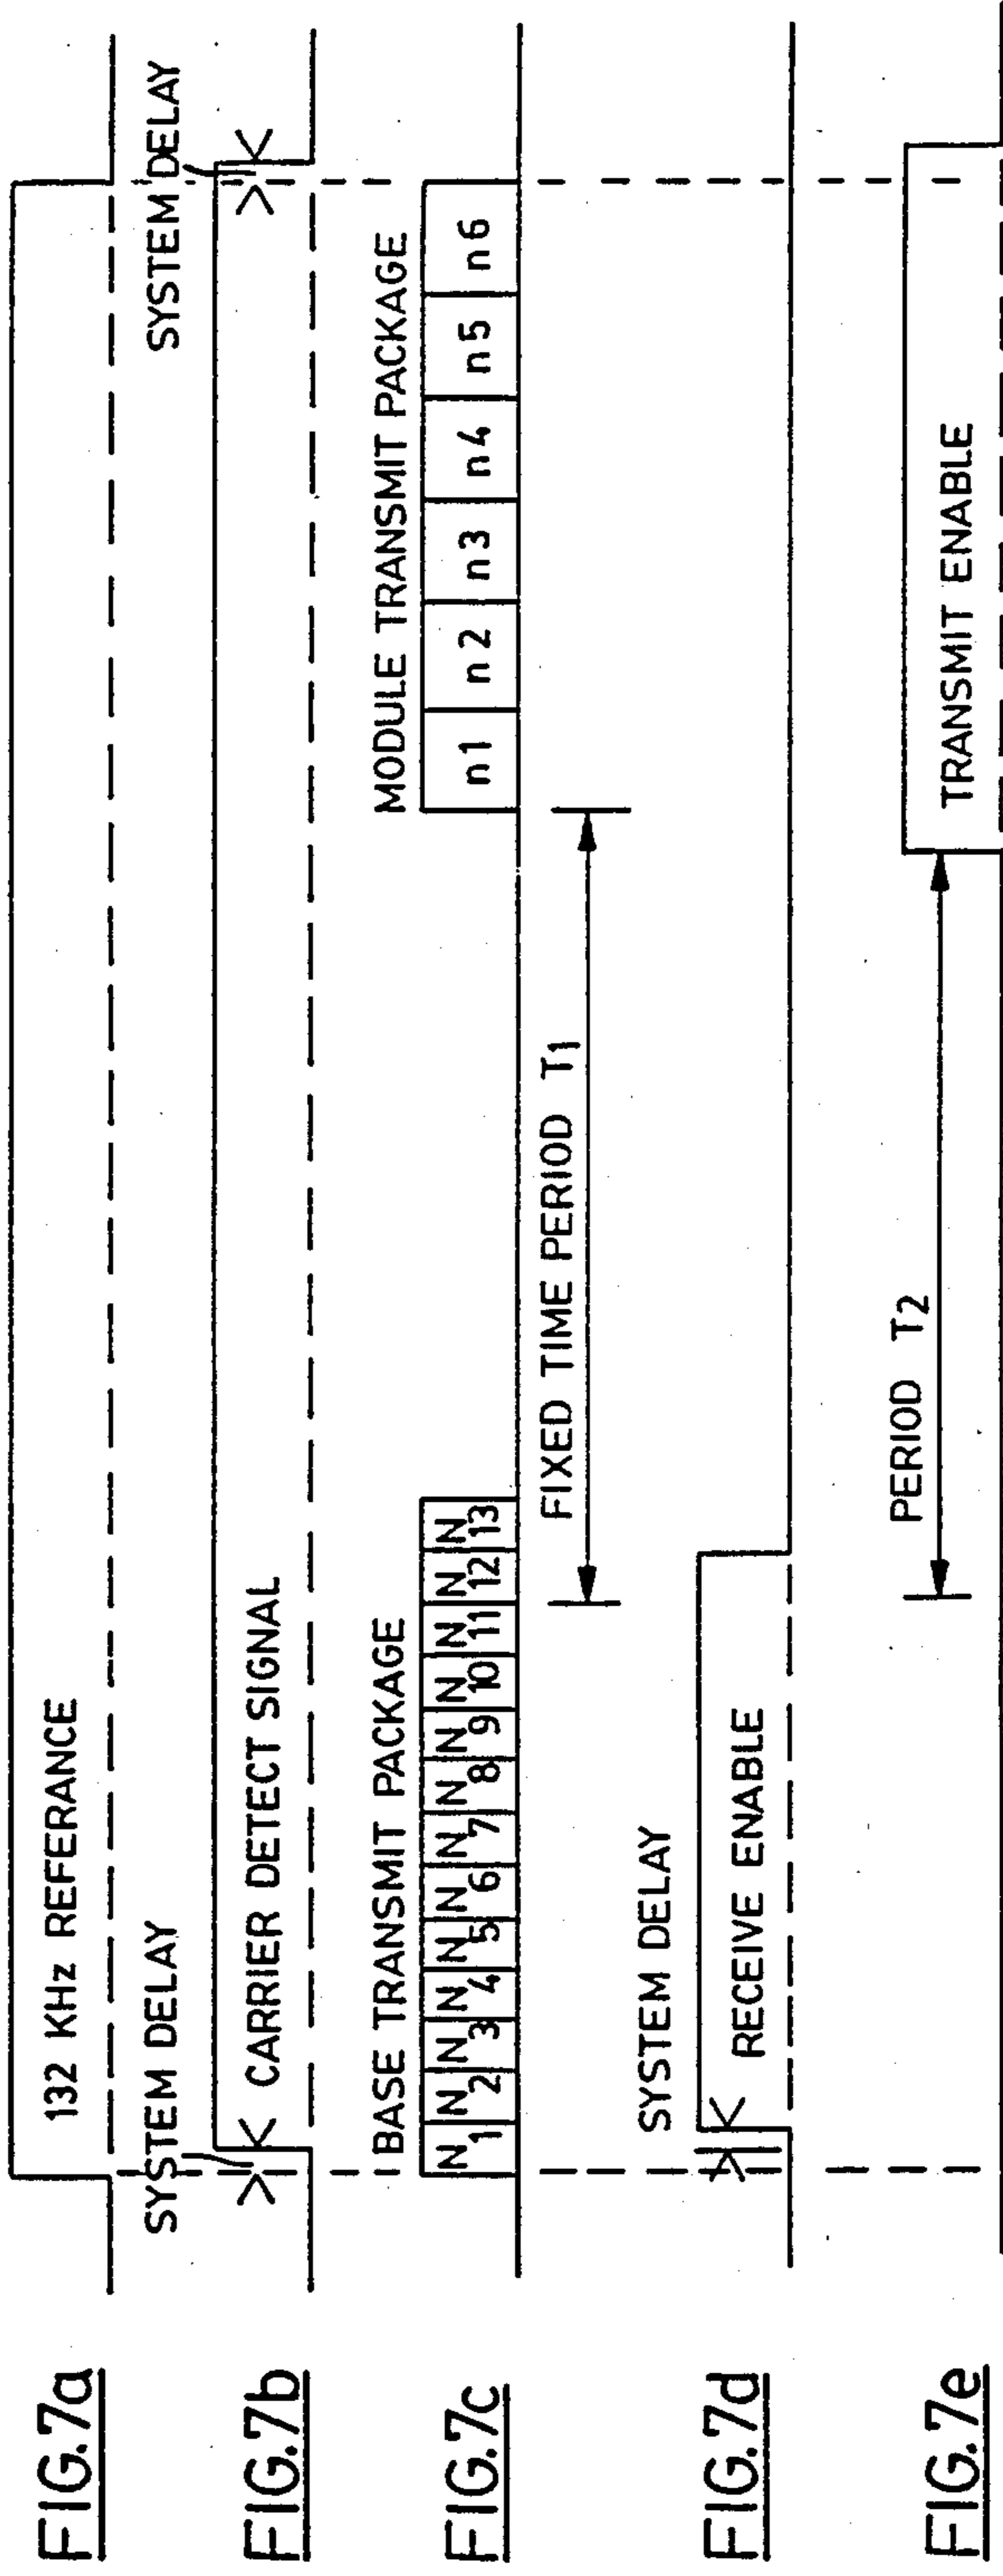 FIG.7a
132 KHz REFERANCE
SYSTEM DELAY
SYSTEM DELAY
FIG.7b
CARRIER DETECT SIGNAL
FIG.7c
BASE TRANSMIT PACKAGE
MODULE TRANSMIT PACKAGE
N1 N2 N3 N4 N5 N6 N7 N8 N9 N10 N11 N12 N13
n1 n2 n3 n4 n5 n6
FIXED TIME PERIOD T1
FIG.7d
SYSTEM DELAY
RECEIVE ENABLE
FIG.7e
PERIOD T2
TRANSMIT ENABLE